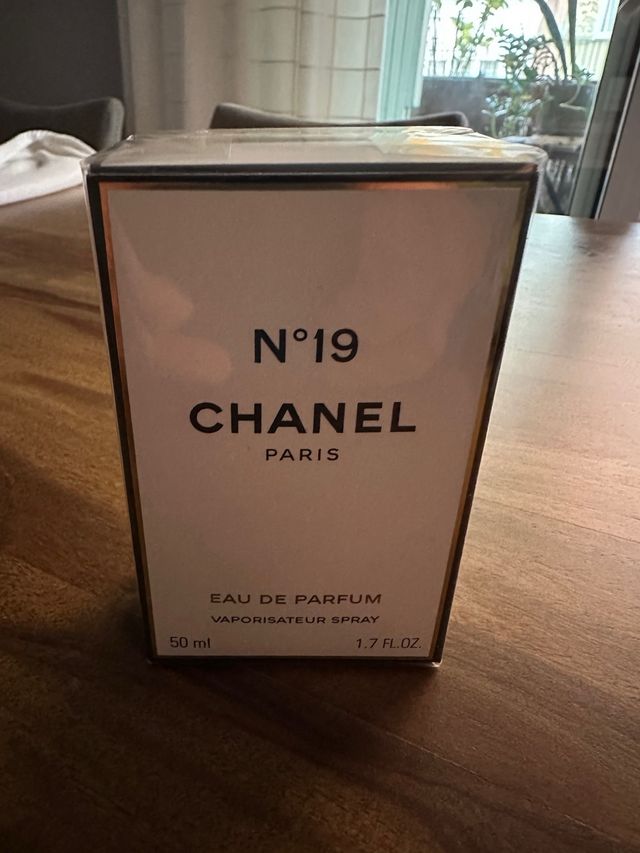 N°19
CHANEL
PARIS
EAU DE PARFUM
VAPORISATEUR SPRAY
50 ml 1.7 FL.OZ.